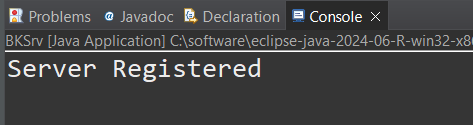 Problems Javadoc Declaration Console
BKSrv [Java Application] C:\software\eclipse-java-2024-06-R-win32-x8
Server Registered